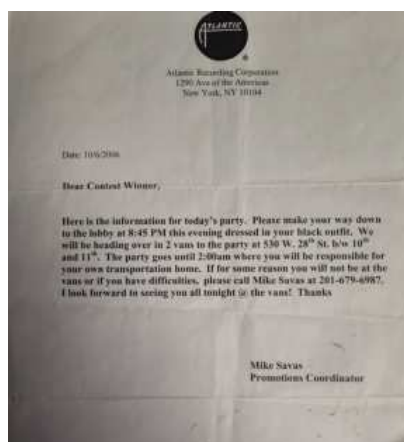 ATLANTIC
Atlantic Recording Corporation
1290 Ave of the Americas
New York, NY 10104
Date: 10/6/2006
Dear Contest Winner,
Here is the information for today's party. Please make your way down
to the lobby at 8:45 PM this evening dressed in your black outfit. We
will be heading over in 2 vans to the party at 530 W. 28th St. b/w 10th
and 11th. The party goes until 2:00am where you will be responsible for
your own transportation home. If for some reason you will not be at the
vans or if you have difficulties, please call Mike Savas at 201-679-6987.
I look forward to seeing you all tonight @ the vans! Thanks
Mike Savas
Promotions Coordinator